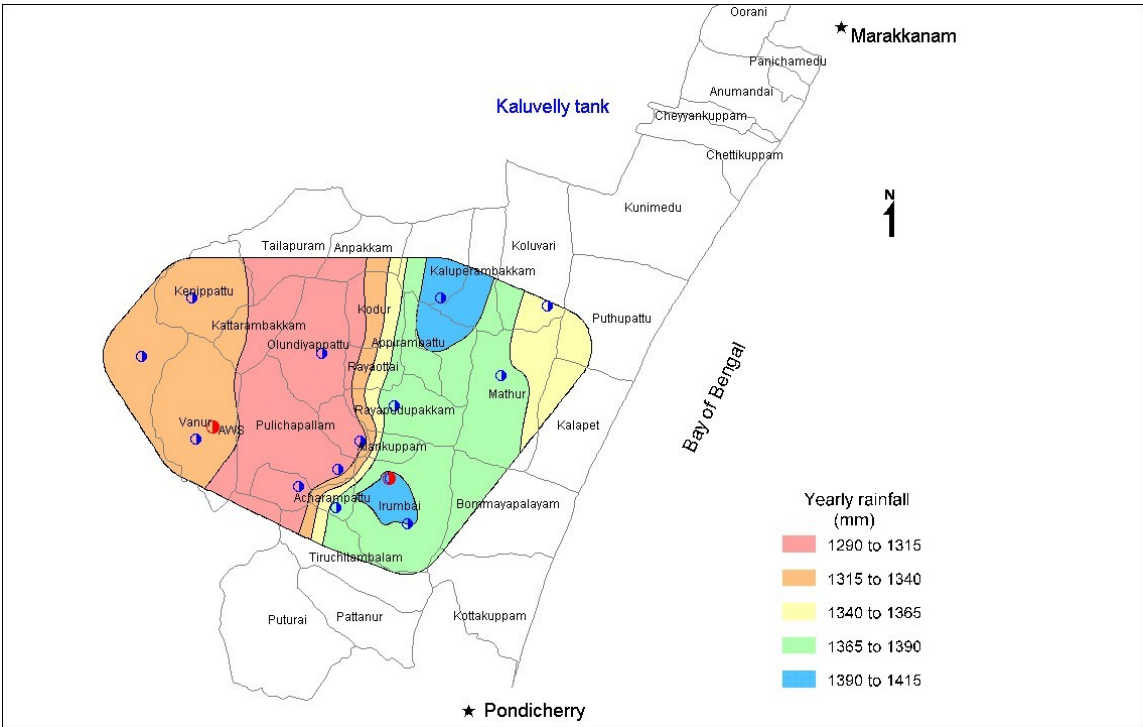 Oorani
Marakkanam
Panichamedu
Anumandai
Kaluvelly tank
Cheyyankuppam
Chettikuppam
N
Kunimedu
Tailapuram
Anpakkam
Koluvari
Kaluperambakkam
Kenippattu
Kodur
Puthupattu
Kattarambakkam
Olundiyappattu
Appirampattu
Rayaottai
Mathur
Bay of Bengal
Rayapudupakkam
Vanur
AWS
Pulichapallam
Kalapet
Alankuppam
Acharampattu
Irumbai
Bommayapalayam
Tiruchitambalam
Puturai
Pattanur
Kottakuppam
Pondicherry
Yearly rainfall
(mm)
1290 to 1315
1315 to 1340
1340 to 1365
1365 to 1390
1390 to 1415